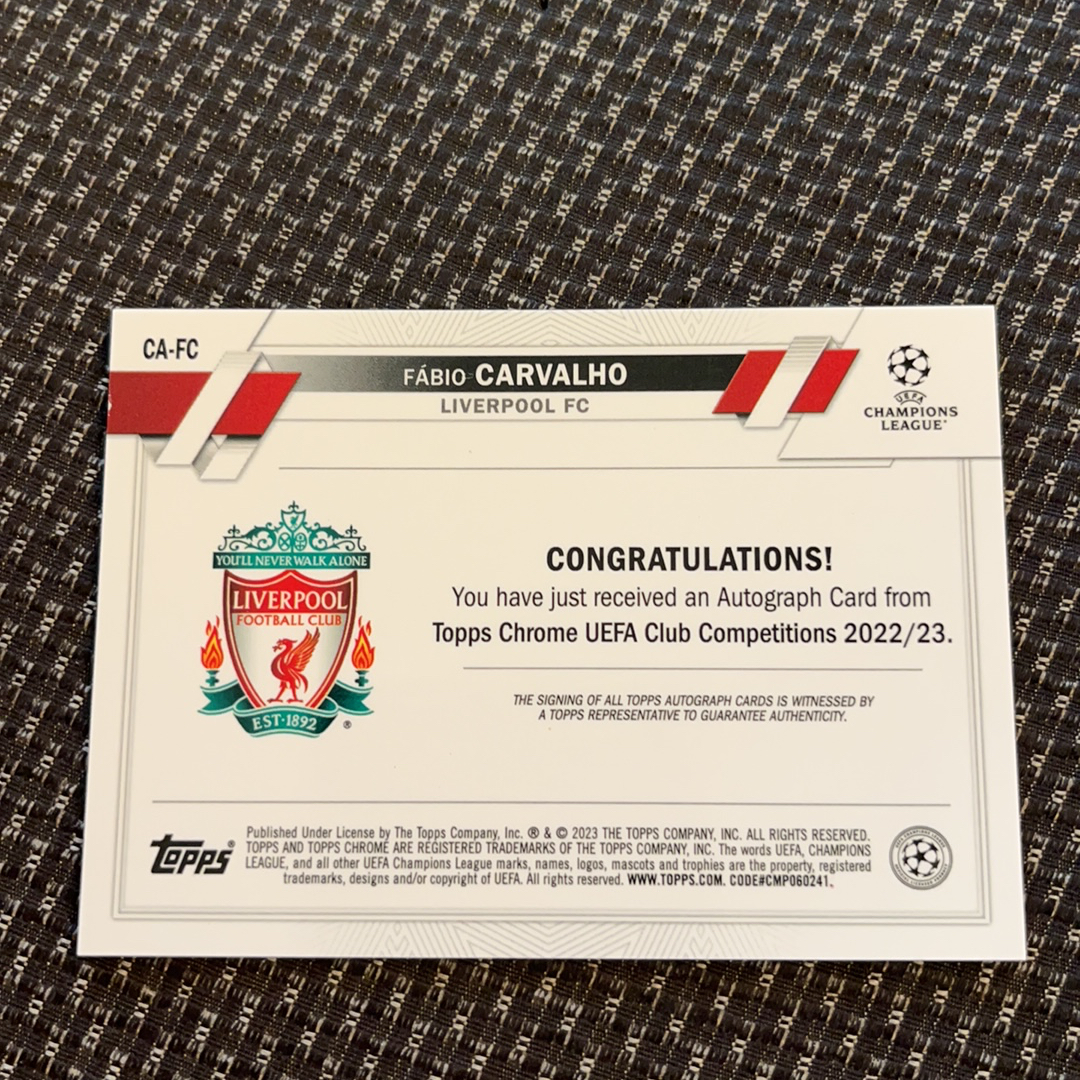 CA-FC
FÁBIO CARVALHO
LIVERPOOL FC
UEFA
CHAMPIONS
LEAGUE
YOU'LL NEVER WALK ALONE
LIVERPOOL
FOOTBALL CLUB
EST·1892 ®
CONGRATULATIONS!
You have just received an Autograph Card from
Topps Chrome UEFA Club Competitions 2022/23.
THE SIGNING OF ALL TOPPS AUTOGRAPH CARDS IS WITNESSED BY
A TOPPS REPRESENTATIVE TO GUARANTEE AUTHENTICITY.
topps®
Published Under License by The Topps Company, Inc. ® & © 2023 THE TOPPS COMPANY, INC. ALL RIGHTS RESERVED.
TOPPS AND TOPPS CHROME ARE REGISTERED TRADEMARKS OF THE TOPPS COMPANY, INC. The words UEFA, CHAMPIONS
LEAGUE, and all other UEFA Champions League marks, names, logos, mascots and trophies are the property, registered
trademarks, designs and/or copyright of UEFA. All rights reserved. WWW.TOPPS.COM. CODE#CMP060241.